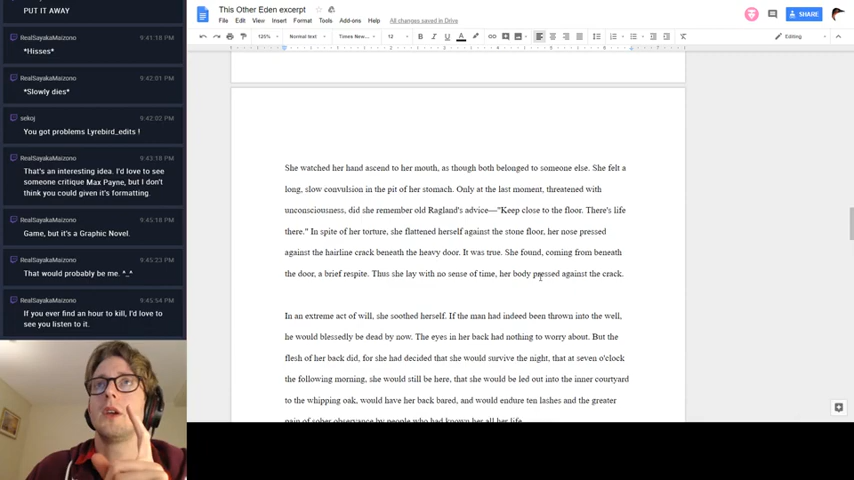 PUT IT AWAY
RealSayakaMaizono 9:41:18 PM
*Hisses*
RealSayakaMaizono 9:42:01 PM
*Slowly dies*
sekoj 9:42:02 PM
You got problems Lyrebird_edits !
RealSayakaMaizono 9:43:18 PM
That's an interesting idea. I'd love to
see someone critique Max Payne, but I don't
think you could given it's formatting.
RealSayakaMaizono 9:45:18 PM
Game, but it's a Graphic Novel.
RealSayakaMaizono 9:45:23 PM
That would probably be me. ^_^
RealSayakaMaizono 9:45:54 PM
If you ever find an hour to kill, I'd love to
see you listen to it.
This Other Eden excerpt
File Edit View Insert Format Tools Add-ons Help All changes saved in Drive
SHARE
125% Normal text Times New... 12 Editing
She watched her hand ascend to her mouth, as though both belonged to someone else. She felt a
long, slow convulsion in the pit of her stomach. Only at the last moment, threatened with
unconsciousness, did she remember old Ragland's advice—"Keep close to the floor. There's life
there." In spite of her torture, she flattened herself against the stone floor, her nose pressed
against the hairline crack beneath the heavy door. It was true. She found, coming from beneath
the door, a brief respite. Thus she lay with no sense of time, her body pressed against the crack.
In an extreme act of will, she soothed herself. If the man had indeed been thrown into the well,
he would blessedly be dead by now. The eyes in her back had nothing to worry about. But the
flesh of her back did, for she had decided that she would survive the night, that at seven o'clock
the following morning, she would still be here, that she would be led out into the inner courtyard
to the whipping oak, would have her back bared, and would endure ten lashes and the greater
pain of sober observance by people who had known her all her life.